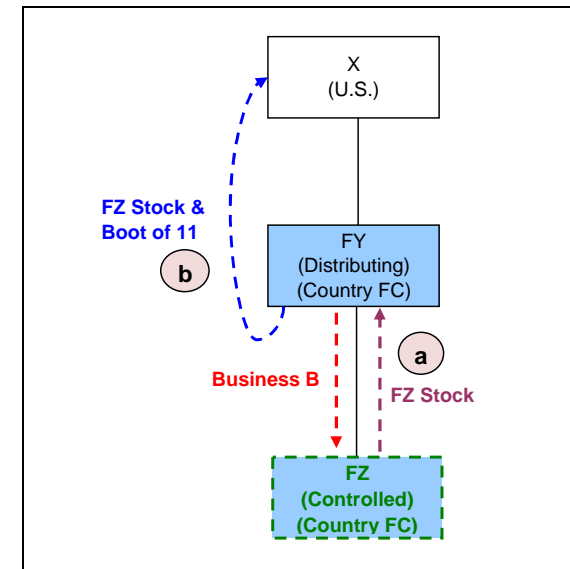 X
(U.S.)
FZ Stock &
Boot of 11
b
FY
(Distributing)
(Country FC)
a
Business B
FZ Stock
FZ
(Controlled)
(Country FC)